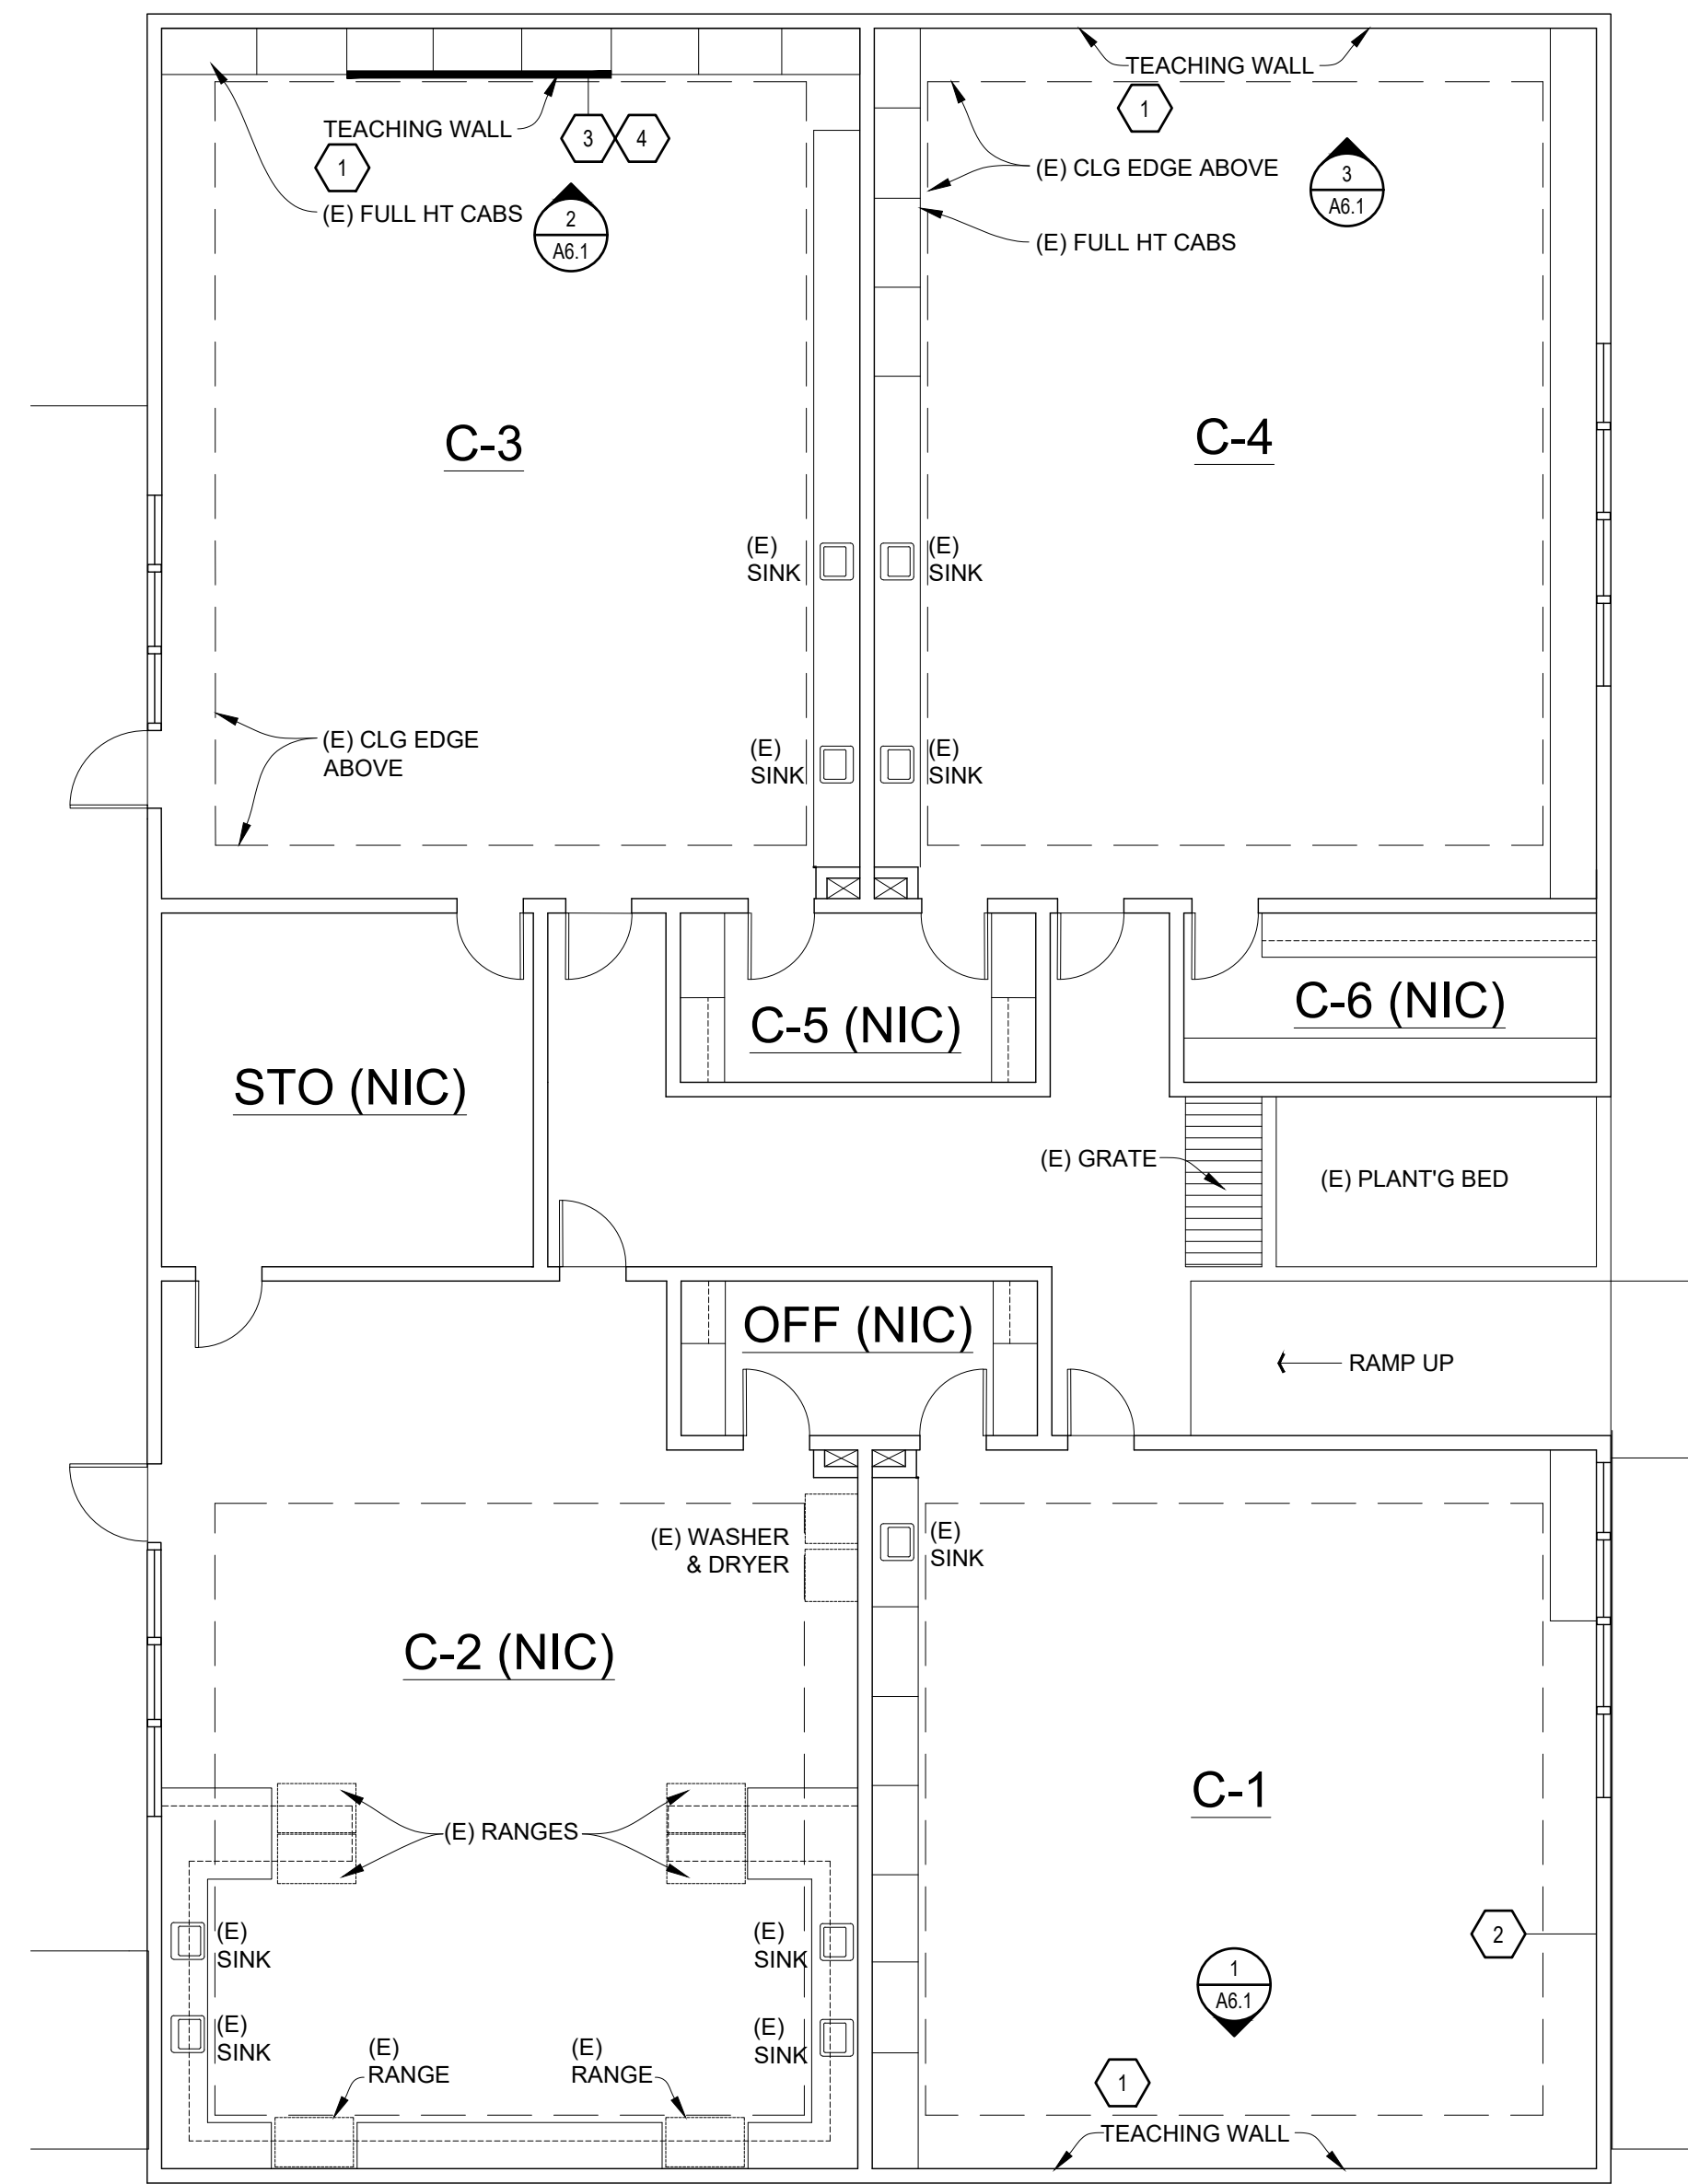 TEACHING WALL
1
3
4
(E) FULL HT CABS
2
A6.1
TEACHING WALL
1
(E) CLG EDGE ABOVE
3
A6.1
(E) FULL HT CABS
C-3
C-4
(E)
SINK
(E)
SINK
(E)
SINK
(E)
SINK
(E) CLG EDGE
ABOVE
C-5 (NIC)
C-6 (NIC)
STO (NIC)
(E) GRATE
(E) PLANT'G BED
OFF (NIC)
RAMP UP
(E) WASHER
& DRYER
(E)
SINK
C-2 (NIC)
C-1
(E) RANGES
(E)
SINK
(E)
SINK
2
(E)
SINK
(E)
SINK
(E)
RANGE
(E)
RANGE
1
A6.1
1
TEACHING WALL